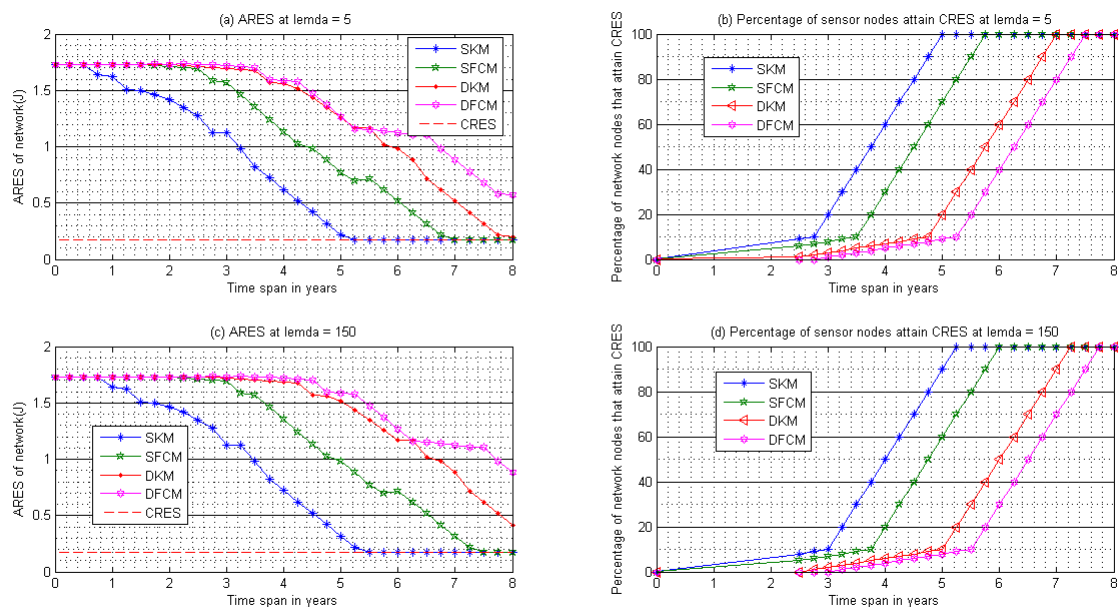 (a) ARES at lemda = 5
ARES of network(J)
2
1.5
1
0.5
0
SKM
SFCM
DKM
DFCM
CRES
0 1 2 3 4 5 6 7 8
Time span in years
(b) Percentage of sensor nodes attain CRES at lemda = 5
Percentage of network nodes that attain CRES
100
80
60
40
20
0
SKM
SFCM
DKM
DFCM
0 1 2 3 4 5 6 7 8
Time span in years
(c) ARES at lemda = 150
ARES of network(J)
2
1.5
1
0.5
0
SKM
SFCM
DKM
DFCM
CRES
0 1 2 3 4 5 6 7 8
Time span in years
(d) Percentage of sensor nodes attain CRES at lemda = 150
Percentage of network nodes that attain CRES
100
80
60
40
20
0
SKM
SFCM
DKM
DFCM
0 1 2 3 4 5 6 7 8
Time span in years